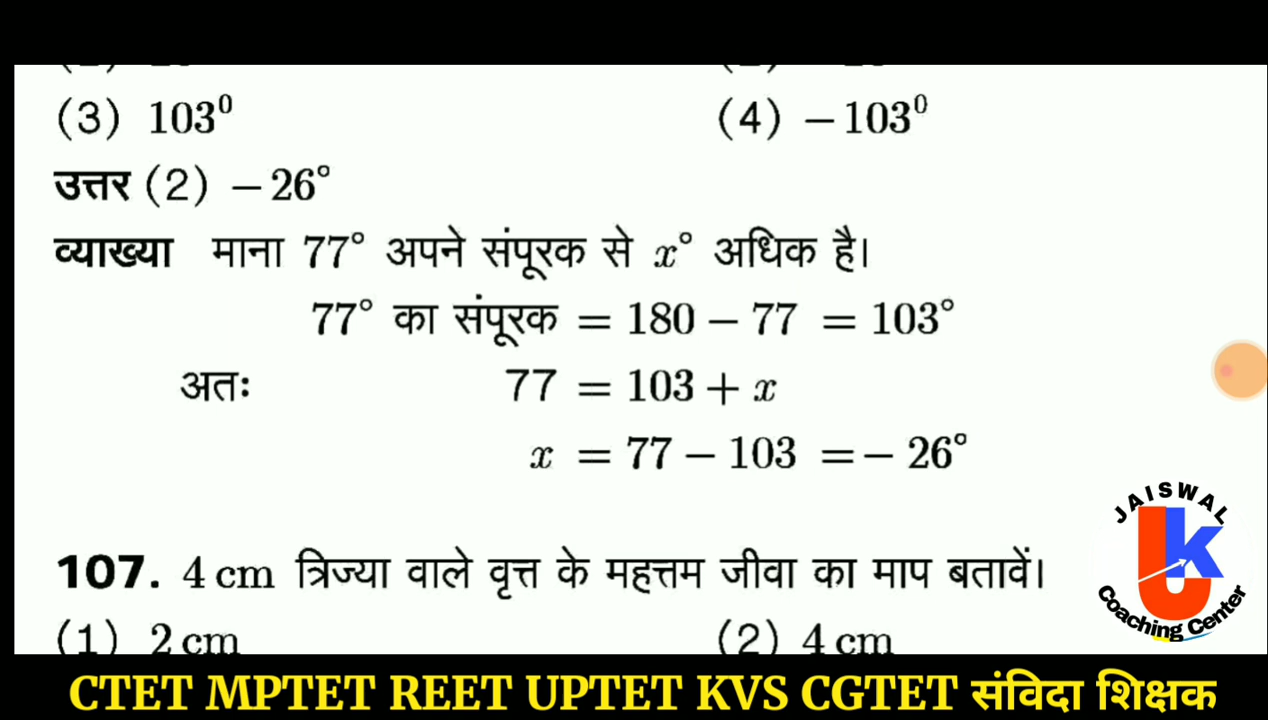 (3) 103⁰ (4) – 103⁰
उत्तर (2) – 26°
व्याख्या माना 77° अपने संपूरक से x° अधिक है।
77° का संपूरक = 180 – 77 = 103°
अतः 77 = 103 + x
x = 77 – 103 = – 26°
107. 4 cm त्रिज्या वाले वृत्त के महत्तम जीवा का माप बतावें।
(1) 2 cm (2) 4 cm
JAISWAL
UK
Coaching Center
CTET MPTET REET UPTET KVS CGTET संविदा शिक्षक